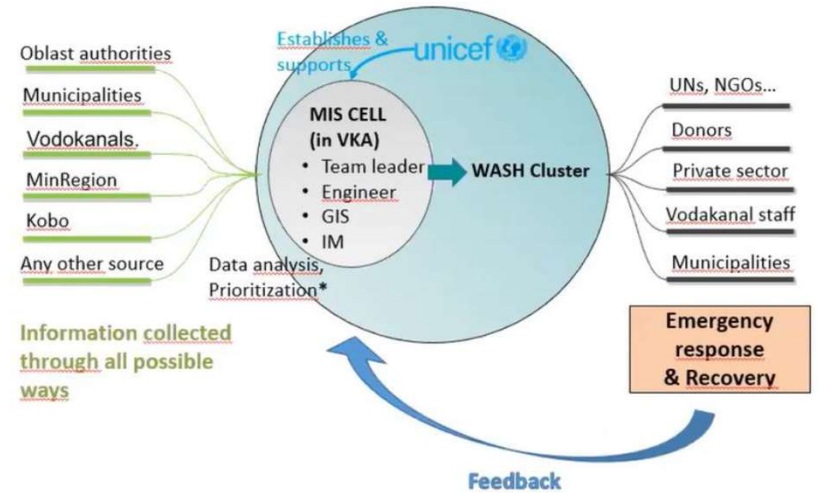 Oblast authorities
Municipalities
Vodokanals.
MinRegion
Kobo
Any other source
Information collected
through all possible
ways
Establishes &
supports
unicef
MIS CELL
(in VKA)
• Team leader
• Engineer
• GIS
• IM
Data analysis,
Prioritization*
WASH Cluster
UNs, NGOs...
Donors
Private sector
Vodakanal staff
Municipalities
Emergency
response
& Recovery
Feedback